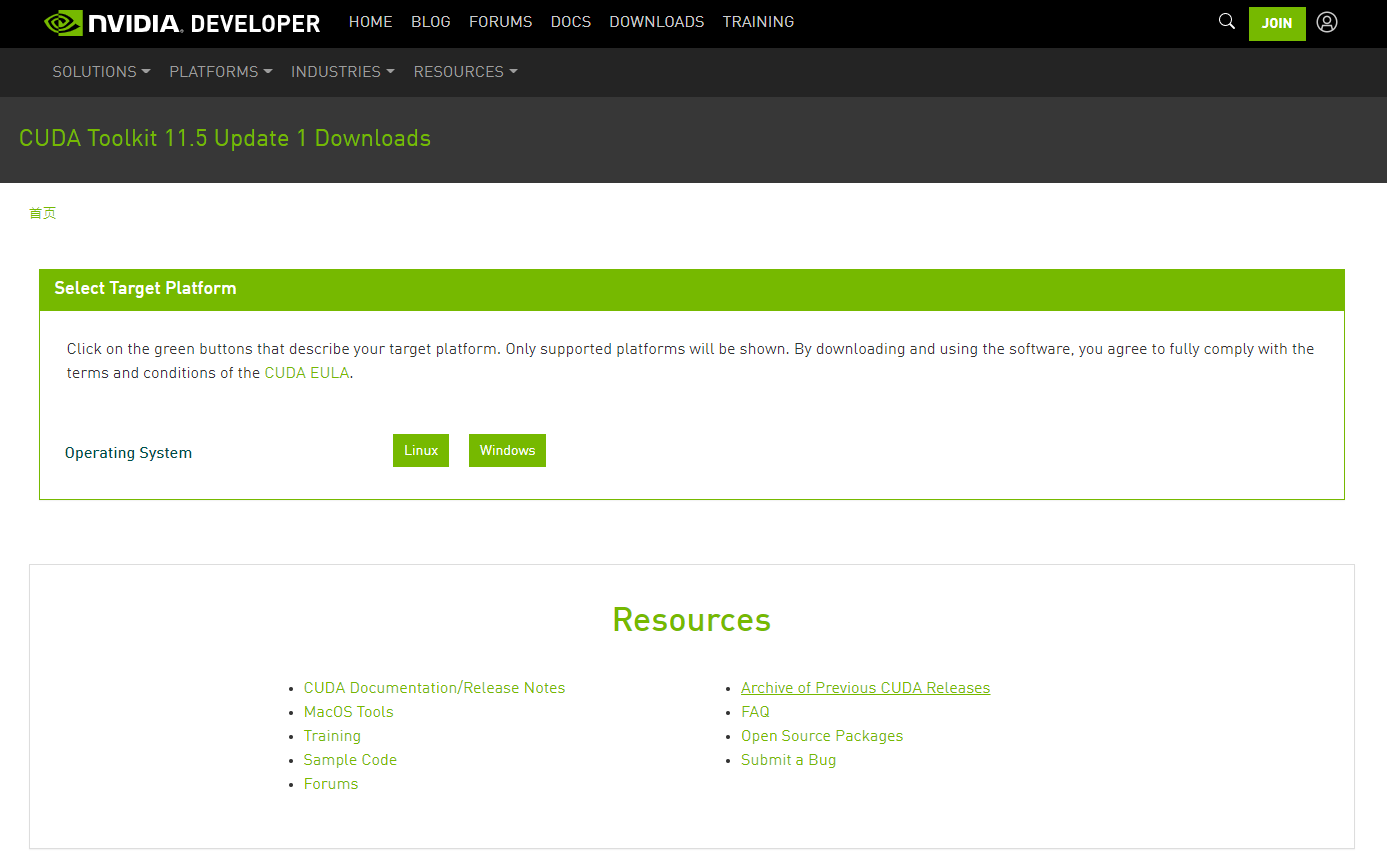 NVIDIA. DEVELOPER HOME BLOG FORUMS DOCS DOWNLOADS TRAINING JOIN
SOLUTIONS PLATFORMS INDUSTRIES RESOURCES
CUDA Toolkit 11.5 Update 1 Downloads
首页
Select Target Platform
Click on the green buttons that describe your target platform. Only supported platforms will be shown. By downloading and using the software, you agree to fully comply with the
terms and conditions of the CUDA EULA.
Operating System Linux Windows
Resources
CUDA Documentation/Release Notes
MacOS Tools
Training
Sample Code
Forums
Archive of Previous CUDA Releases
FAQ
Open Source Packages
Submit a Bug